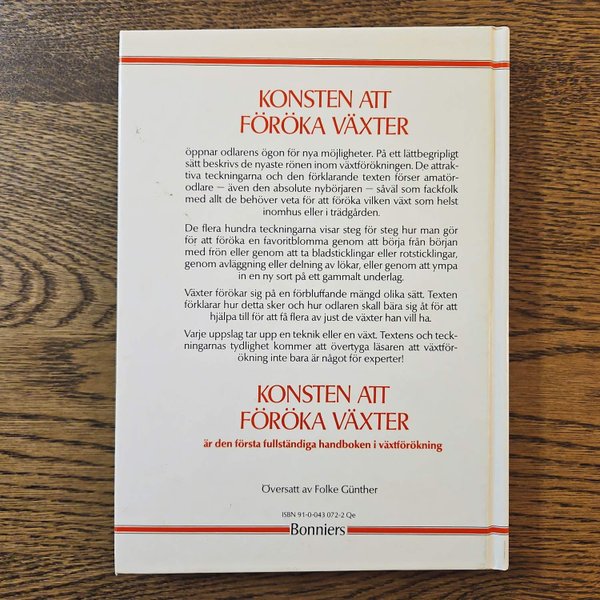 KONSTEN ATT
FÖRÖKA VÄXTER
öppnar odlarens ögon för nya möjligheter. På ett lättbegripligt
sätt beskrivs de nyaste rönen inom växtförökningen. De attrak-
tiva teckningarna och den förklarande texten förser amatör-
odlare – även den absolute nybörjaren – såväl som fackfolk
med allt de behöver veta för att föröka vilken växt som helst
inomhus eller i trädgården.
De flera hundra teckningarna visar steg för steg hur man gör
för att föröka en favoritblomma genom att börja från början
med frön eller genom att ta bladsticklingar eller rotsticklingar,
genom avläggning eller delning av lökar, eller genom att ympa
in en ny sort på ett gammalt underlag.
Växter förökar sig på en förbluffande mängd olika sätt. Texten
förklarar hur detta sker och hur odlaren skall bära sig åt för att
hjälpa till för att få flera av just de växter han vill ha.
Varje uppslag tar upp en teknik eller en växt. Textens och teck-
ningarnas tydlighet kommer att övertyga läsaren att växtför-
ökning inte bara är något för experter!
KONSTEN ATT
FÖRÖKA VÄXTER
är den första fullständiga handboken i växtförökning
Översatt av Folke Günther
ISBN 91-0-043 072-2 Qe
Bonniers